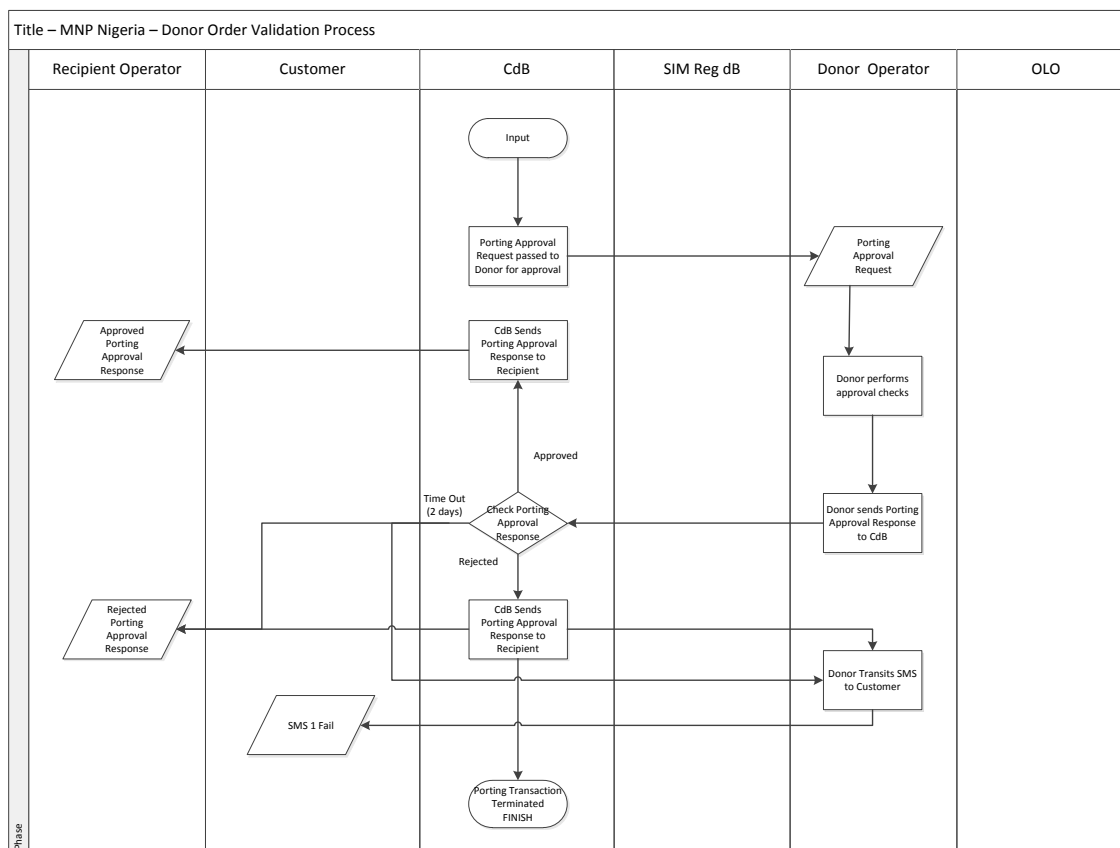 Title – MNP Nigeria – Donor Order Validation Process
Recipient Operator
Customer
CdB
SIM Reg dB
Donor Operator
OLO
Input
Porting Approval
Request passed to
Donor for approval
Porting
Approval
Request
Approved
Porting
Approval
Response
CdB Sends
Porting Approval
Response to
Recipient
Donor performs
approval checks
Approved
Time Out
(2 days)
Check Porting
Approval
Response
Donor sends Porting
Approval Response
to CdB
Rejected
Rejected
Porting
Approval
Response
CdB Sends
Porting Approval
Response to
Recipient
Donor Transits SMS
to Customer
SMS 1 Fail
Porting Transaction
Terminated
FINISH
Phase